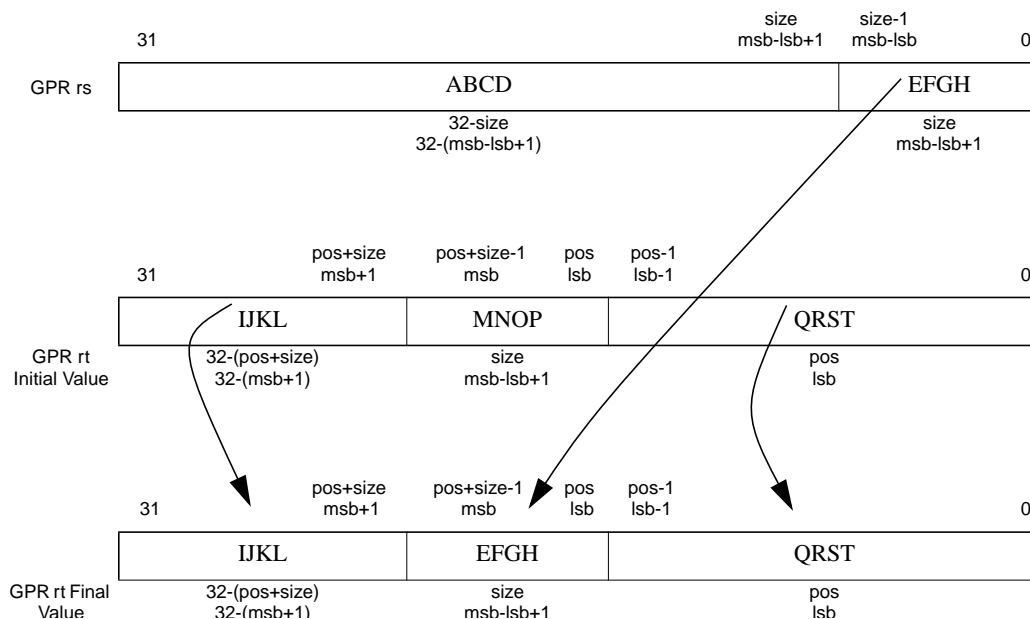 size size-1
31 msb-lsb+1 msb-lsb 0
GPR rs ABCD EFGH
32-size size
32-(msb-lsb+1) msb-lsb+1
pos+size pos+size-1 pos pos-1
31 msb+1 msb lsb lsb-1 0
IJKL MNOP QRST
GPR rt 32-(pos+size) size pos
Initial Value 32-(msb+1) msb-lsb+1 lsb
pos+size pos+size-1 pos pos-1
31 msb+1 msb lsb lsb-1 0
IJKL EFGH QRST
GPR rt Final 32-(pos+size) size pos
Value 32-(msb+1) msb-lsb+1 lsb